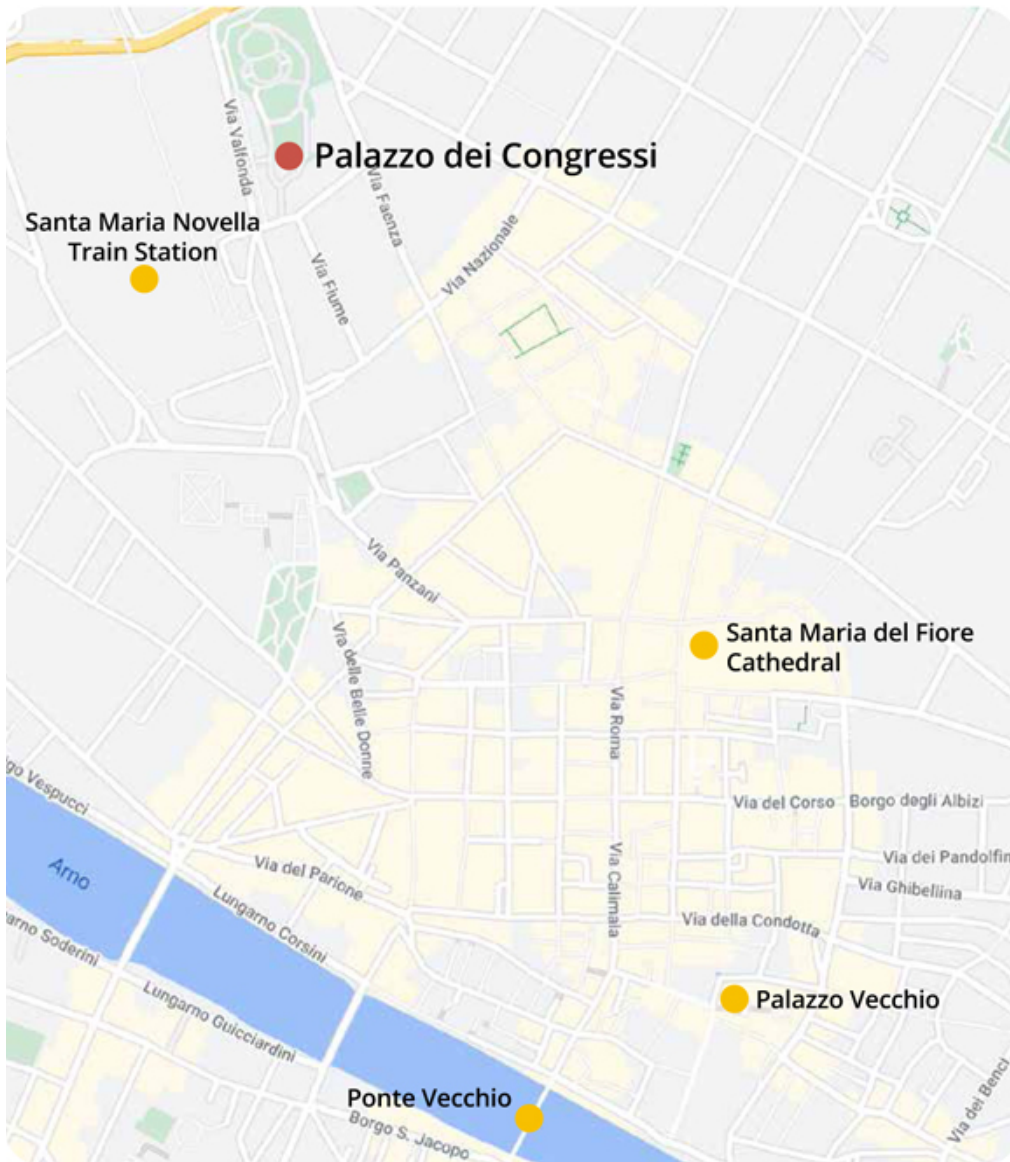 Via Valfonda
Palazzo dei Congressi
Via Faenza
Santa Maria Novella
Train Station
Via Nazionale
Via Fiume
Via Panzani
Santa Maria del Fiore
Cathedral
Via delle Belle Donne
Via Roma
go Vespucci
Via del Corso
Borgo degli Albizi
Arno
Via del Parione
Via Calimala
Via dei Pandolfin
Via Ghibellina
Lungarno Corsini
Via della Condotta
arno Soderini
Lungarno Guicciardini
Palazzo Vecchio
Ponte Vecchio
Borgo S. Jacopo
Via dei Benci